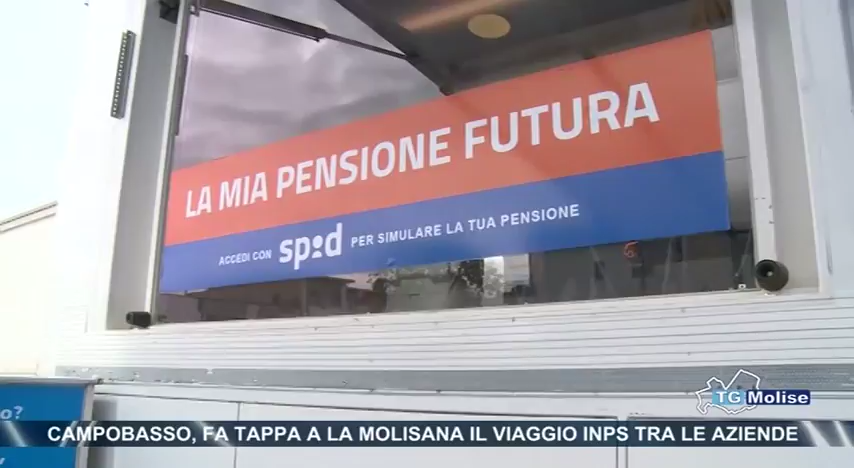 LA MIA PENSIONE FUTURA
ACCEDI CON spid PER SIMULARE LA TUA PENSIONE
o?
TG Molise
CAMPOBASSO, FA TAPPA A LA MOLISANA IL VIAGGIO INPS TRA LE AZIENDE